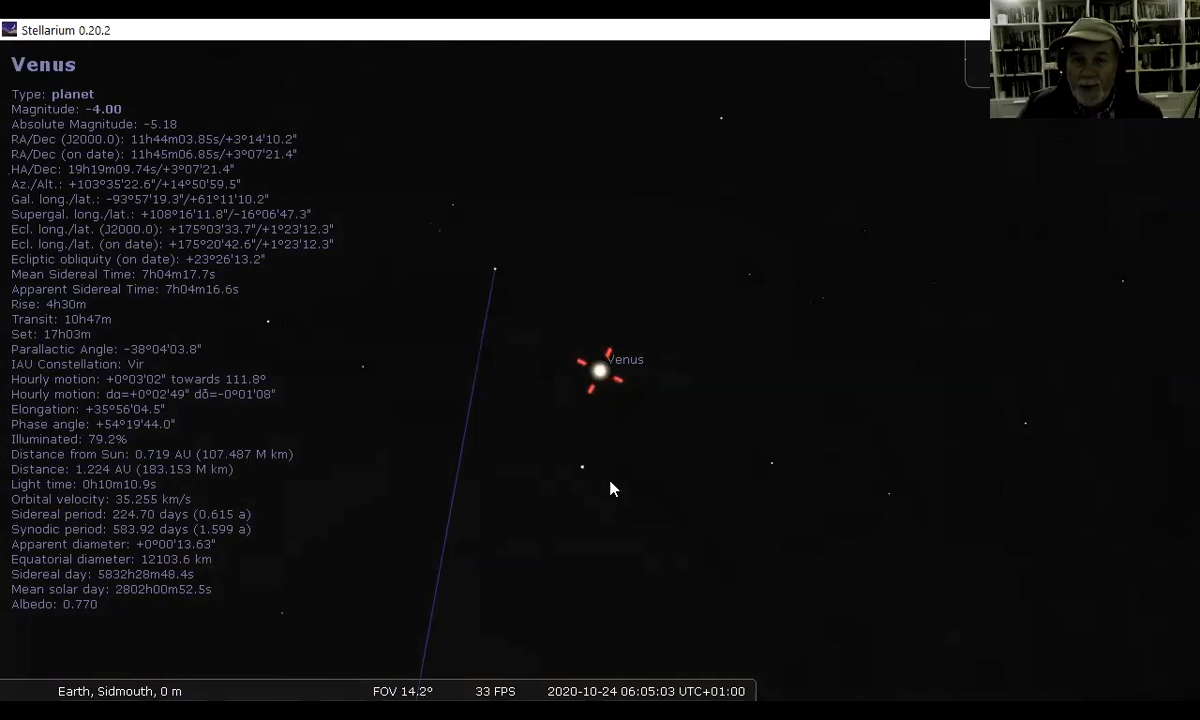 Stellarium 0.20.2
Venus
Type: planet
Magnitude: -4.00
Absolute Magnitude: -5.18
RA/Dec (J2000.0): 11h44m03.85s/+3°14'10.2"
RA/Dec (on date): 11h45m06.85s/+3°07'21.4"
HA/Dec: 19h19m09.74s/+3°07'21.4"
Az./Alt.: +103°35'22.6"/+14°50'59.5"
Gal. long./lat.: -93°57'19.3"/+61°11'10.2"
Supergal. long./lat.: +108°16'11.8"/-16°06'47.3"
Ecl. long./lat. (J2000.0): +175°03'33.7"/+1°23'12.3"
Ecl. long./lat. (on date): +175°20'42.6"/+1°23'12.3"
Ecliptic obliquity (on date): +23°26'13.2"
Mean Sidereal Time: 7h04m17.7s
Apparent Sidereal Time: 7h04m16.6s
Rise: 4h30m
Transit: 10h47m
Set: 17h03m
Parallactic Angle: -38°04'03.8"
IAU Constellation: Vir
Hourly motion: +0°03'02" towards 111.8°
Hourly motion: dα=+0°02'49" dδ=-0°01'08"
Elongation: +35°56'04.5"
Phase angle: +54°19'44.0"
Illuminated: 79.2%
Distance from Sun: 0.719 AU (107.487 M km)
Distance: 1.224 AU (183.153 M km)
Light time: 0h10m10.9s
Orbital velocity: 35.255 km/s
Sidereal period: 224.70 days (0.615 a)
Synodic period: 583.92 days (1.599 a)
Apparent diameter: +0°00'13.63"
Equatorial diameter: 12103.6 km
Sidereal day: 5832h28m48.4s
Mean solar day: 2802h00m52.5s
Albedo: 0.770
Venus
Earth, Sidmouth, 0 m FOV 14.2° 33 FPS 2020-10-24 06:05:03 UTC+01:00